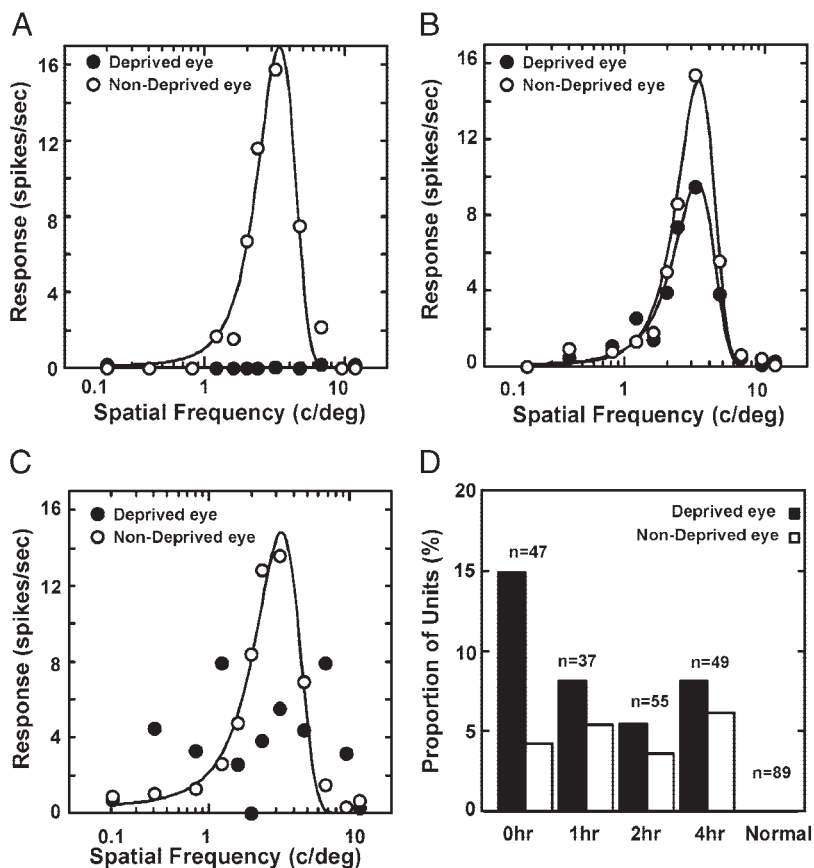 A
Response (spikes/sec)
16
12
8
4
0
Deprived eye
Non-Deprived eye
0.1 1 10
Spatial Frequency (c/deg)
B
Response (spikes/sec)
16
12
8
4
0
Deprived eye
Non-Deprived eye
0.1 1 10
Spatial Frequency (c/deg)
C
Response (spikes/sec)
16
12
8
4
0
Deprived eye
Non-Deprived eye
0.1 1 10
Spatial Frequency (c/deg)
D
Proportion of Units (%)
20
15
10
5
0
Deprived eye
Non-Deprived eye
n=47
n=37
n=55
n=49
n=89
0hr 1hr 2hr 4hr Normal